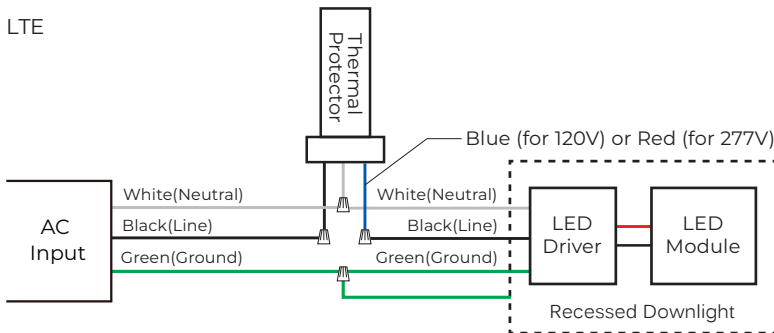 LTE
Thermal
Protector
Blue (for 120V) or Red (for 277V)
White(Neutral)
White(Neutral)
AC
Input
Black(Line)
Black(Line)
LED
Driver
LED
Module
Green(Ground)
Green(Ground)
Recessed Downlight